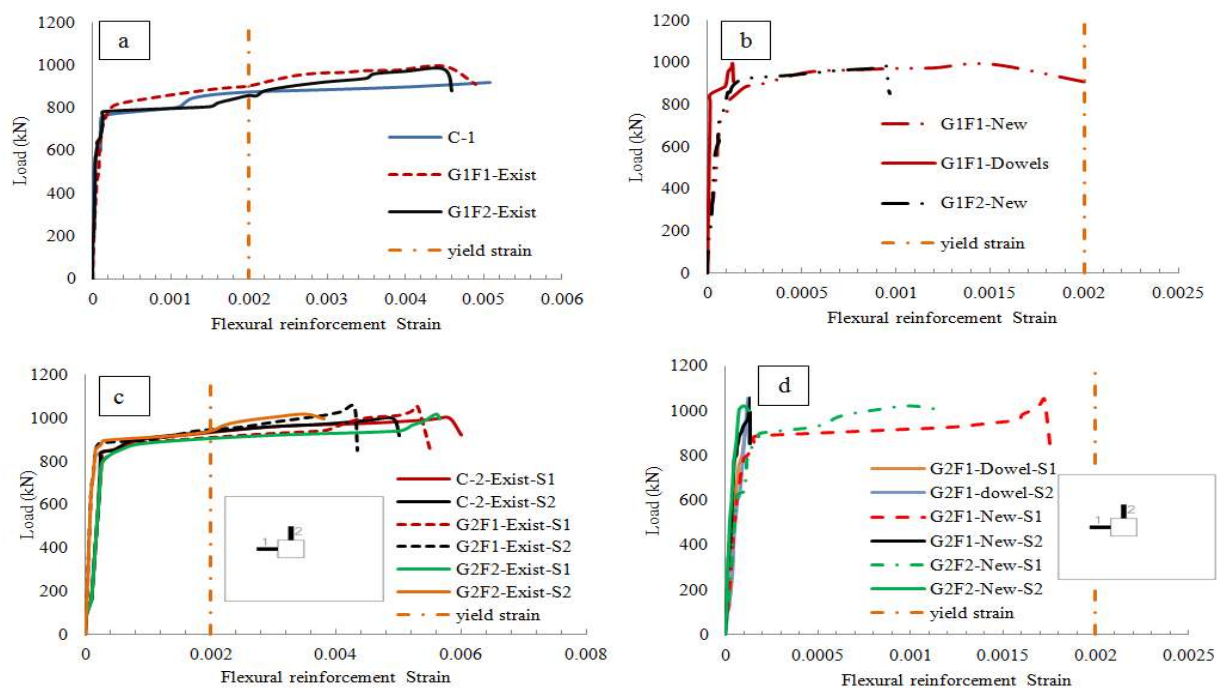 a
1200
1000
800
600
400
200
0
Load (kN)
0 0.001 0.002 0.003 0.004 0.005 0.006
Flexural reinforcement Strain
C-1
G1F1-Exist
G1F2-Exist
yield strain
b
1200
1000
800
600
400
200
0
Load (kN)
0 0.0005 0.001 0.0015 0.002 0.0025
Flexural reinforcement Strain
G1F1-New
G1F1-Dowels
G1F2-New
yield strain
c
1200
1000
800
600
400
200
0
Load (kN)
0 0.002 0.004 0.006 0.008
Flexural reinforcement Strain
C-2-Exist-S1
C-2-Exist-S2
G2F1-Exist-S1
G2F1-Exist-S2
G2F2-Exist-S1
G2F2-Exist-S2
yield strain
1 2
d
1200
1000
800
600
400
200
0
Load (kN)
0 0.0005 0.001 0.0015 0.002 0.0025
Flexural reinforcement Strain
G2F1-Dowel-S1
G2F1-dowel-S2
G2F1-New-S1
G2F1-New-S2
G2F2-New-S1
G2F2-New-S2
yield strain
1 2